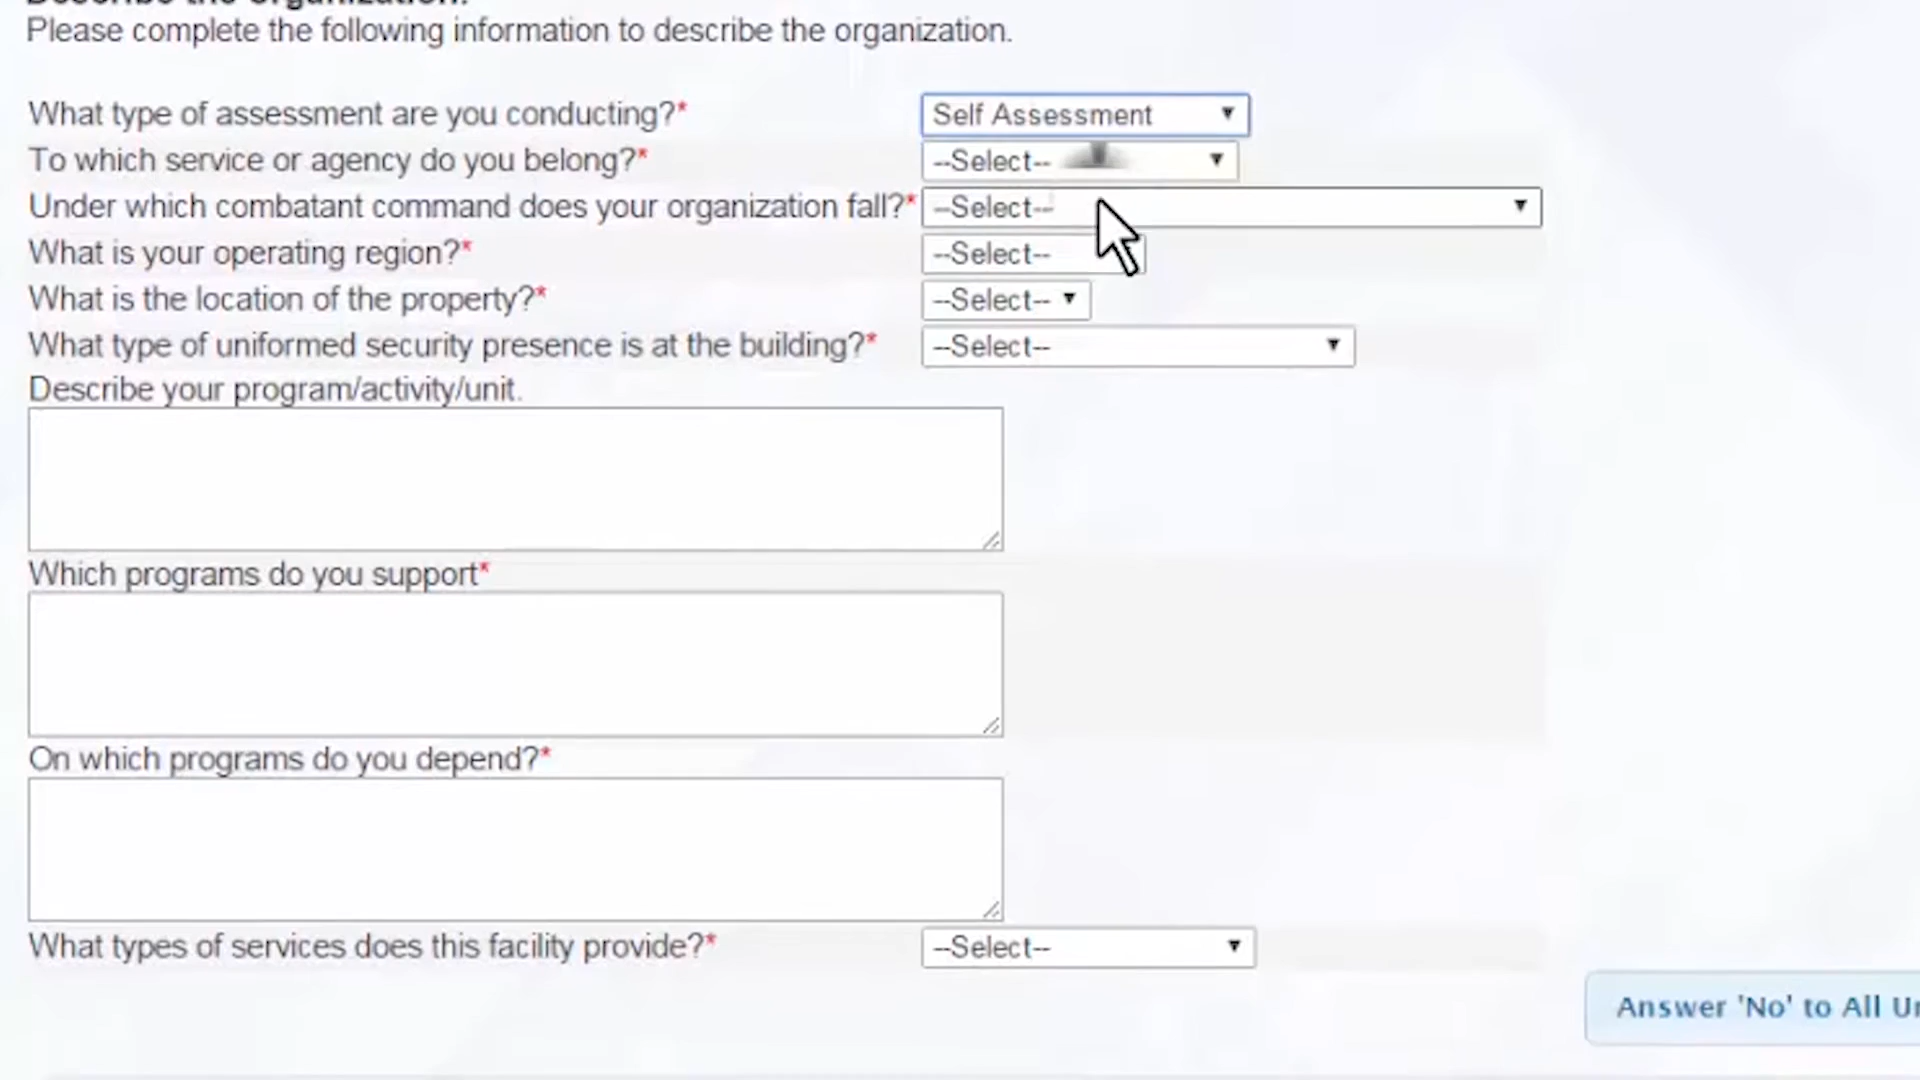 Describe the organization.
Please complete the following information to describe the organization.
What type of assessment are you conducting?* Self Assessment
To which service or agency do you belong?* --Select--
Under which combatant command does your organization fall?* --Select--
What is your operating region?* --Select--
What is the location of the property?* --Select--
What type of uniformed security presence is at the building?* --Select--
Describe your program/activity/unit.
Which programs do you support*
On which programs do you depend?*
What types of services does this facility provide?* --Select--
Answer 'No' to All